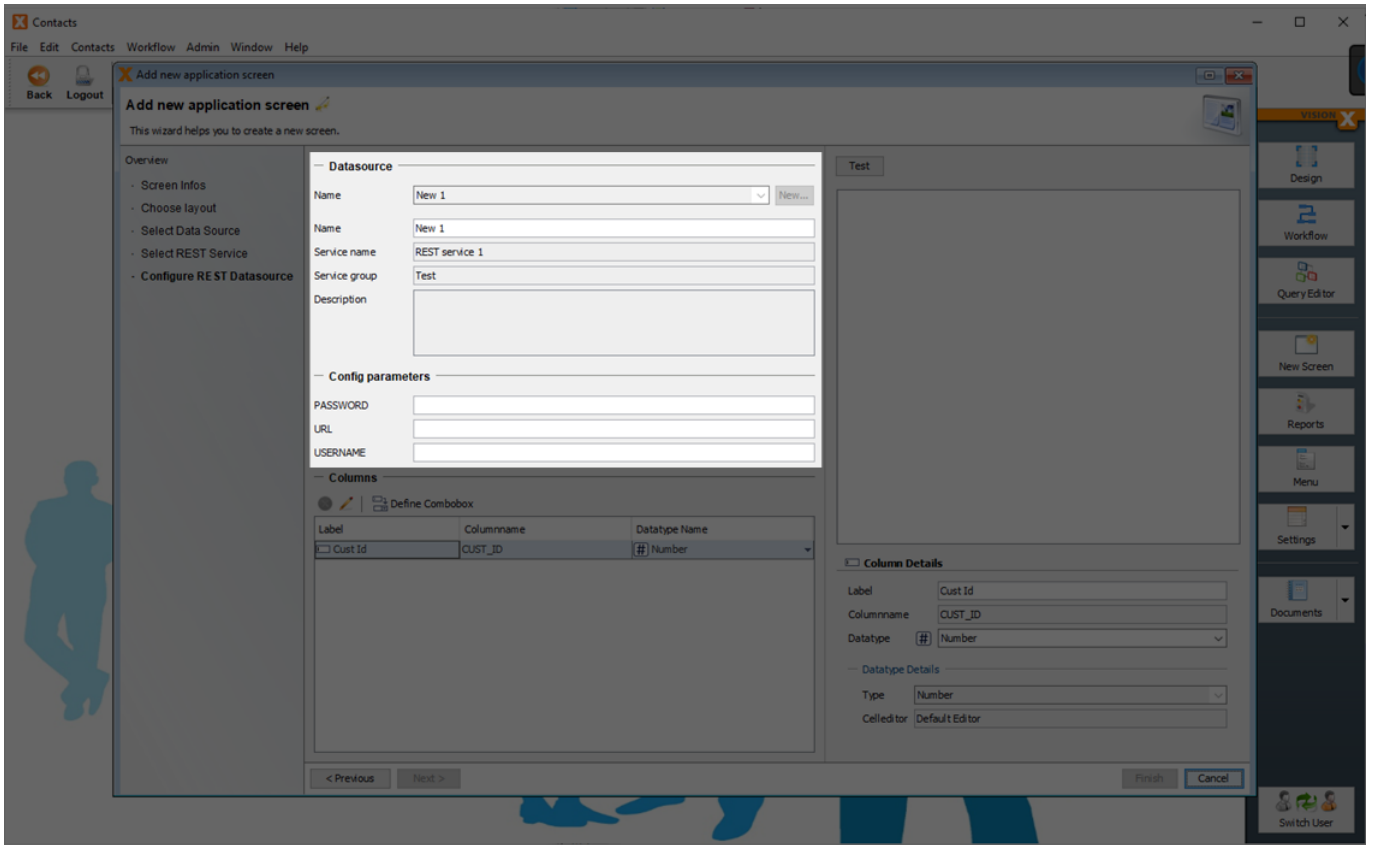 Contacts
File Edit Contacts Workflow Admin Window Help
Back Logout
Add new application screen
Add new application screen
This wizard helps you to create a new screen.
Overview
· Screen Infos
· Choose layout
· Select Data Source
· Select REST Service
· Configure REST Datasource
Datasource
Name New 1 New...
Name New 1
Service name REST service 1
Service group Test
Description
Config parameters
PASSWORD
URL
USERNAME
Columns
Define Combobox
Label Columnname Datatype Name
Cust Id CUST_ID # Number
< Previous Next > Finish Cancel
Test
Column Details
Label Cust Id
Columnname CUST_ID
Datatype # Number
Datatype Details
Type Number
Celleditor Default Editor
VISION X
Design
Workflow
Query Editor
New Screen
Reports
Menu
Settings
Documents
Switch User